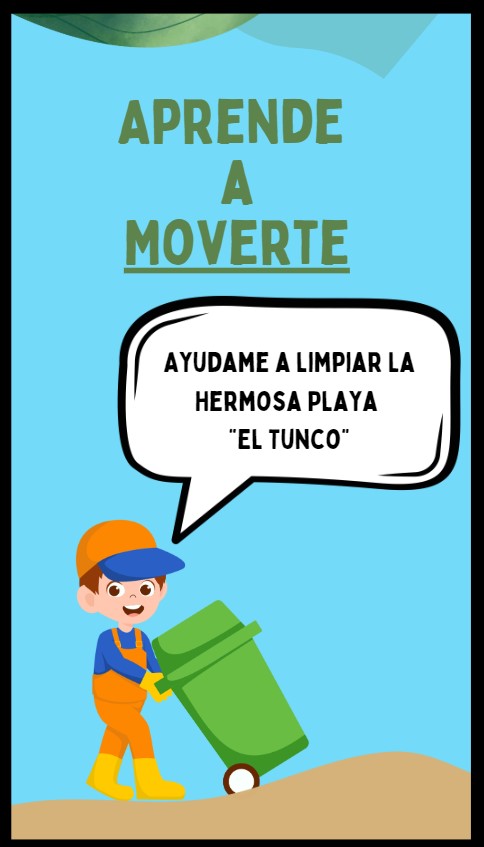 APRENDE
A
MOVERTE
AYUDAME A LIMPIAR LA
HERMOSA PLAYA
"EL TUNCO"